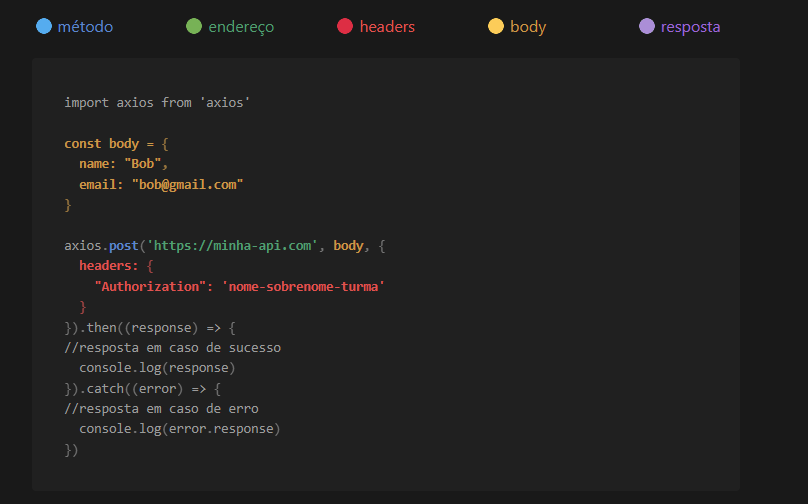 método endereço headers body resposta
import axios from 'axios'
const body = {
  name: "Bob",
  email: "bob@gmail.com"
}
axios.post('https://minha-api.com', body, {
  headers: {
    "Authorization": 'nome-sobrenome-turma'
  }
}).then((response) => {
//resposta em caso de sucesso
  console.log(response)
}).catch((error) => {
//resposta em caso de erro
  console.log(error.response)
})